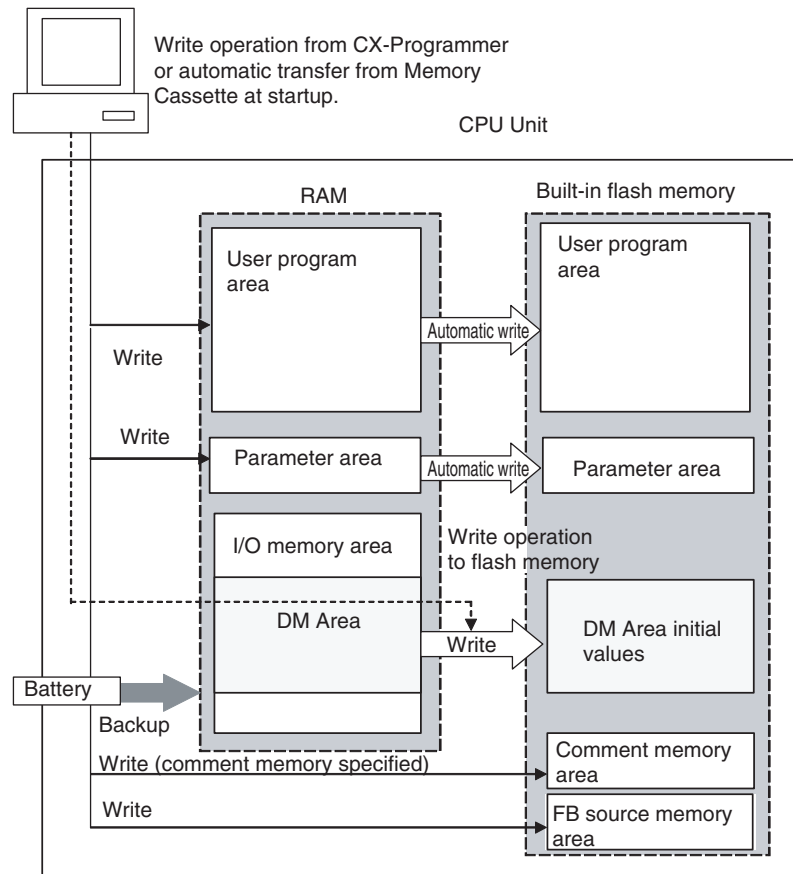 Write operation from CX-Programmer
or automatic transfer from Memory
Cassette at startup.
CPU Unit
RAM
Built-in flash memory
User program
area
User program
area
Automatic write
Write
Write
Parameter area
Automatic write
Parameter area
I/O memory area
Write operation
to flash memory
DM Area
Write
DM Area initial
values
Battery
Backup
Write (comment memory specified)
Comment memory
area
Write
FB source memory
area